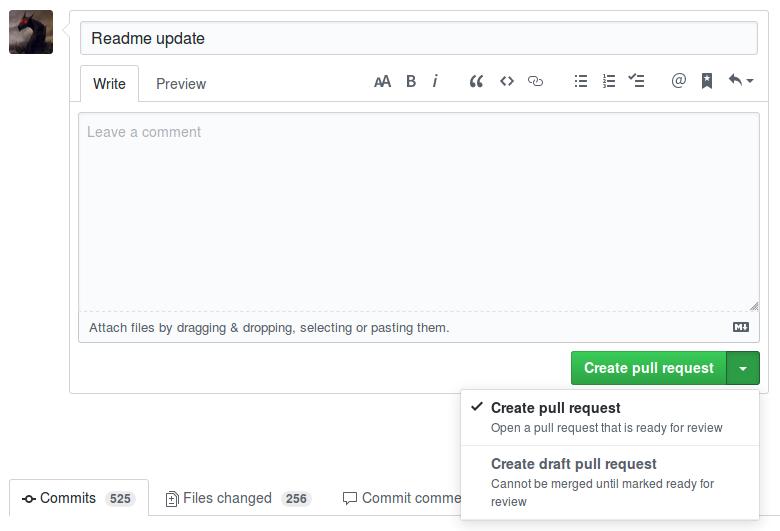 Readme update
Write Preview AA B i @
Leave a comment
Attach files by dragging & dropping, selecting or pasting them.
M
Create pull request
Create pull request
Open a pull request that is ready for review
Create draft pull request
Cannot be merged until marked ready for
review
Commits 525 Files changed 256 Commit comme